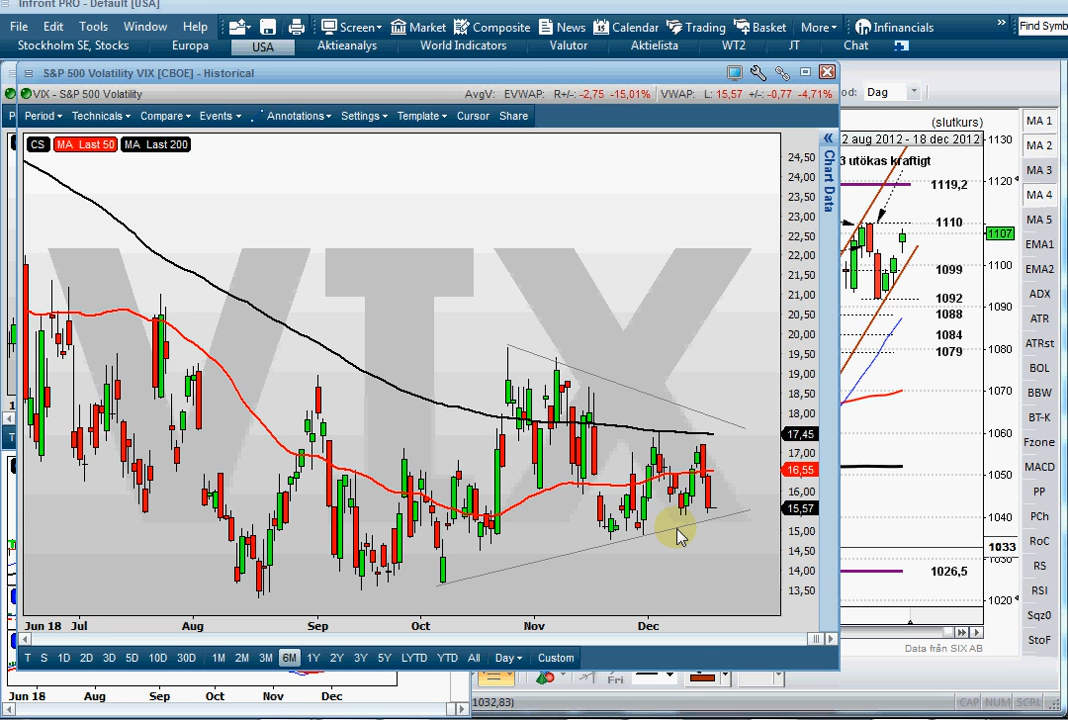 Infront PRO - Default [USA]
File Edit Tools Window Help Screen Market Composite News Calendar Trading Basket More Infinancials » Find Symb
Stockholm SE, Stocks Europa USA Aktieanalys World Indicators Valutor Aktielista WT2 JT Chat
S&P 500 Volatility VIX [CBOE] - Historical
VIX - S&P 500 Volatility AvgV: EVWAP: R+/-: -2,75 -15,01% VWAP: L: 15,57 +/-: -0,77 -4,71%
od: Dag
Period Technicals Compare Events Annotations Settings Template Cursor Share
CS MA Last 50 MA Last 200
« Chart Data
VIX
24,50
24,00
23,50
23,00
22,50
22,00
21,50
21,00
20,50
20,00
19,50
19,00
18,50
18,00
17,45
17,00
16,55
16,00
15,57
15,00
14,50
14,00
13,50
Jun 18 Jul Aug Sep Oct Nov Dec
T S 1D 2D 3D 5D 10D 30D 1M 2M 3M 6M 1Y 2Y 3Y 5Y LYTD YTD All Day Custom
Jun 18 Aug Sep Oct Nov Dec
(slutkurs)
2 aug 2012 - 18 dec 2012
3 utökas kraftigt
1119,2
1110
1099
1092
1088
1084
1079
1026,5
1130
1120
1107
1100
1090
1080
1070
1060
1050
1040
1033
1030
1020
Data från SIX AB
MA 1
MA 2
MA 3
MA 4
MA 5
EMA1
EMA2
ADX
ATR
ATRst
BOL
BBW
BT-K
Fzone
MACD
PP
PCh
RoC
RS
RSI
Sqz0
StoF
Fri
1032,83)
CAP NUM SCRL